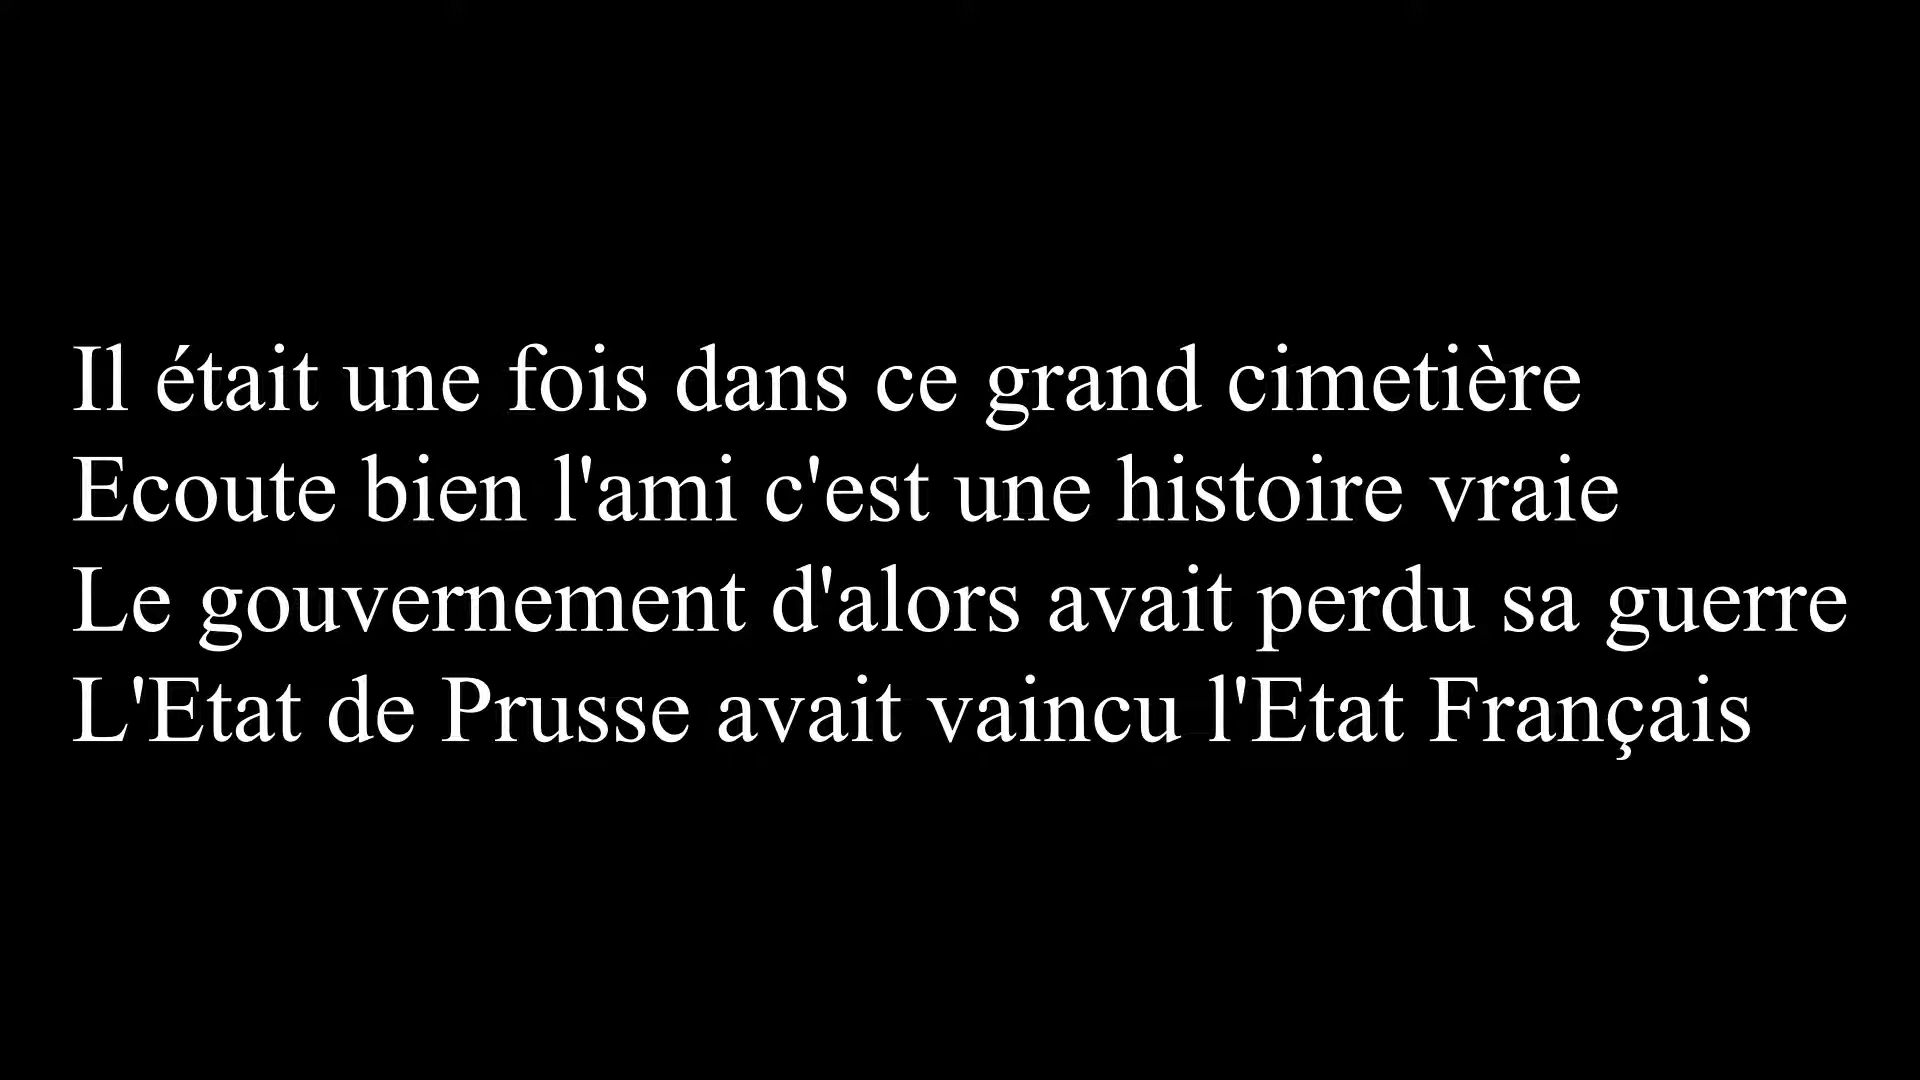 Il était une fois dans ce grand cimetière
Ecoute bien l'ami c'est une histoire vraie
Le gouvernement d'alors avait perdu sa guerre
L'Etat de Prusse avait vaincu l'Etat Français